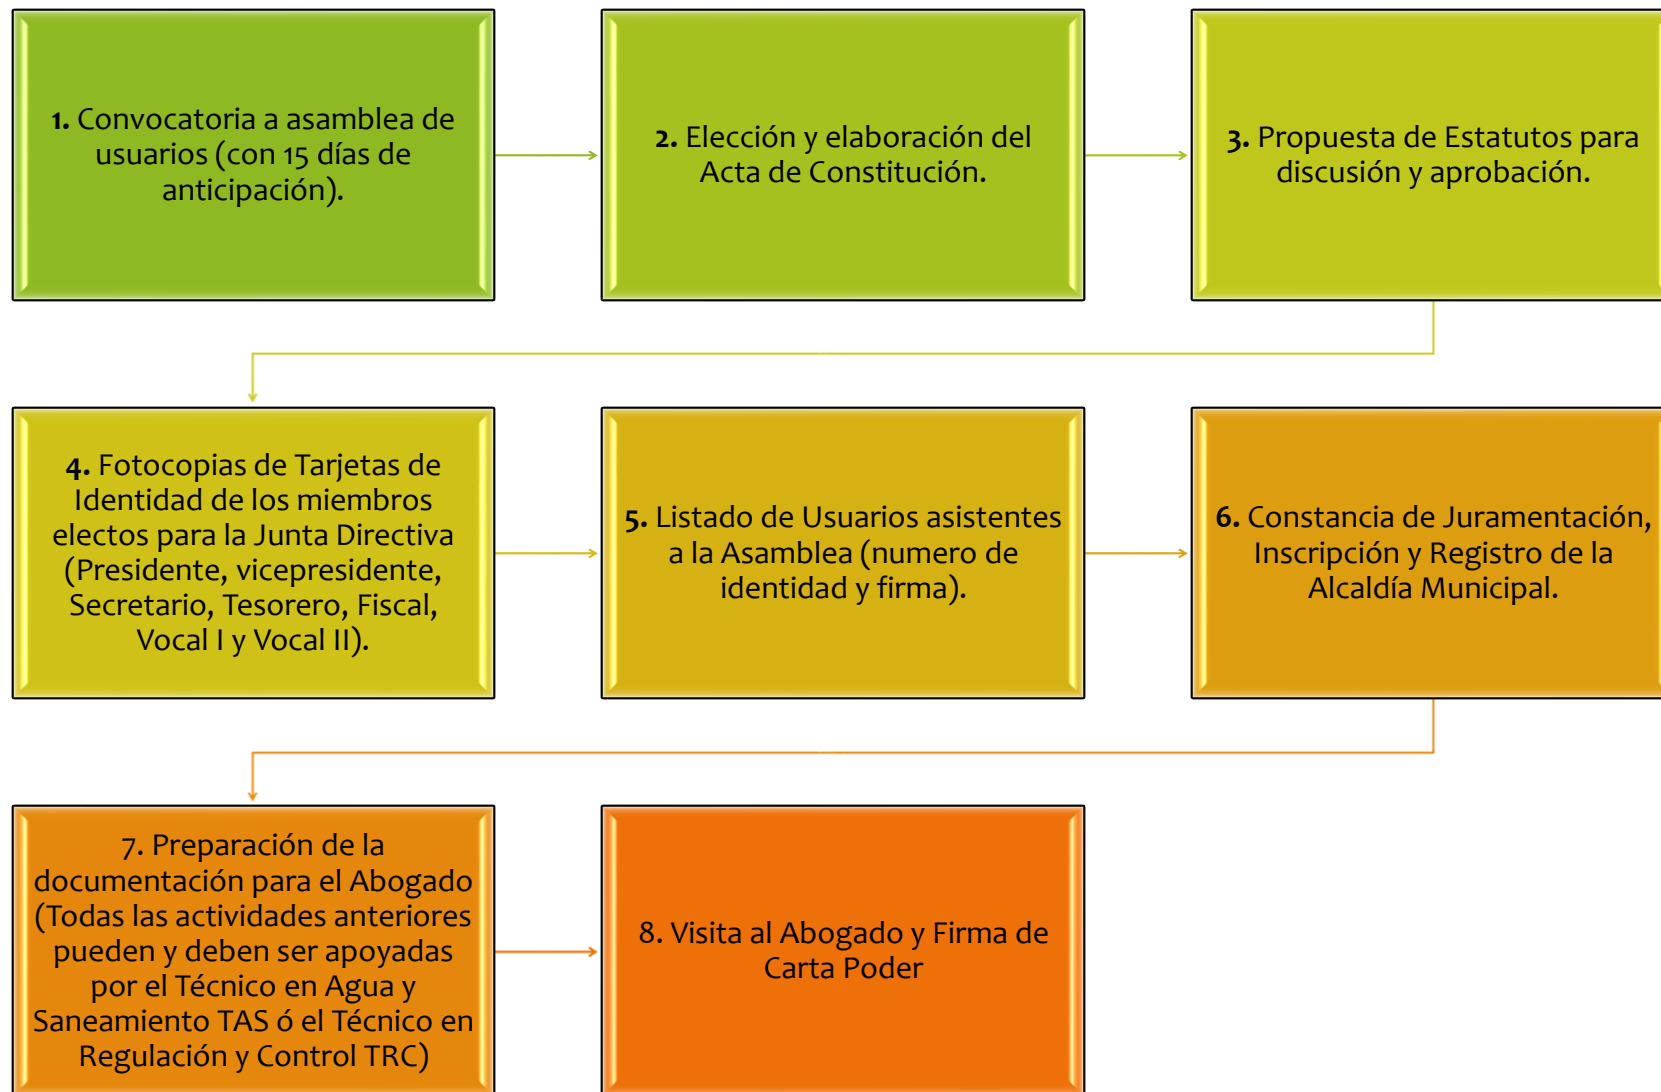 1. Convocatoria a asamblea de
usuarios (con 15 días de
anticipación).
2. Elección y elaboración del
Acta de Constitución.
3. Propuesta de Estatutos para
discusión y aprobación.
4. Fotocopias de Tarjetas de
Identidad de los miembros
electos para la Junta Directiva
(Presidente, vicepresidente,
Secretario, Tesorero, Fiscal,
Vocal I y Vocal II).
5. Listado de Usuarios asistentes
a la Asamblea (numero de
identidad y firma).
6. Constancia de Juramentación,
Inscripción y Registro de la
Alcaldía Municipal.
7. Preparación de la
documentación para el Abogado
(Todas las actividades anteriores
pueden y deben ser apoyadas
por el Técnico en Agua y
Saneamiento TAS ó el Técnico en
Regulación y Control TRC)
8. Visita al Abogado y Firma de
Carta Poder